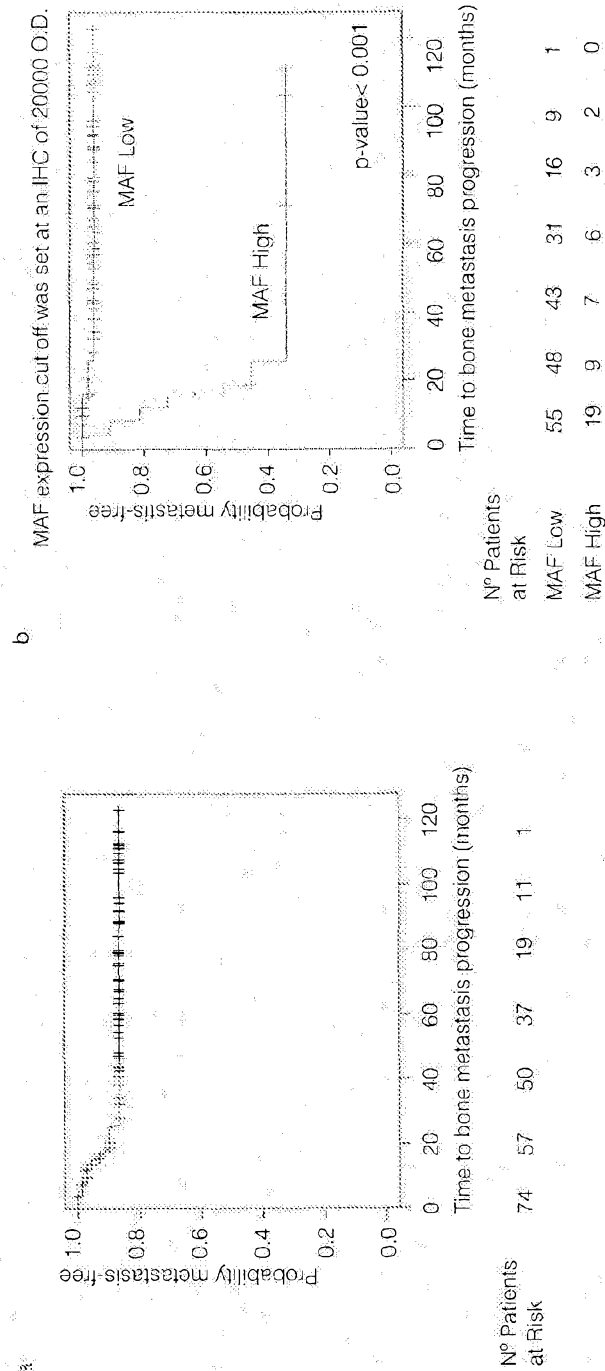 a
Probability metastasis-free
1.0
0.8
0.6
0.4
0.2
0.0
0 20 40 60 80 100 120
Time to bone metastasis progression (months)
Nº Patients
at Risk
74 57 50 37 19 11 1
b
MAF expression cut off was set at an IHC of 20000 O.D.
Probability metastis-free
1.0
0.8
0.6
0.4
0.2
0.0
MAF Low
MAF High
p-value< 0.001
0 20 40 60 80 100 120
Time to bone metastasis progression (months)
Nº Patients
at Risk
MAF Low 55 48 43 31 16 9 1
MAF High 19 9 7 6 3 2 0